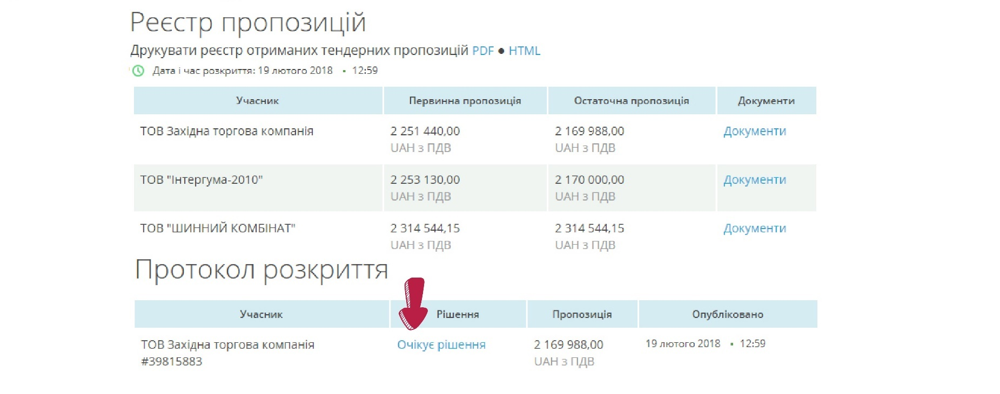 Реєстр пропозицій
Друкувати реєстр отриманих тендерних пропозицій PDF ● HTML
Дата і час розкриття: 19 лютого 2018 • 12:59
Учасник Первинна пропозиція Остаточна пропозиція Документи
ТОВ Західна торгова компанія 2 251 440,00 2 169 988,00 Документи
UAH з ПДВ UAH з ПДВ
ТОВ "Інтергума-2010" 2 253 130,00 2 170 000,00 Документи
UAH з ПДВ UAH з ПДВ
ТОВ "ШИННИЙ КОМБІНАТ" 2 314 544,15 2 314 544,15 Документи
UAH з ПДВ UAH з ПДВ
Протокол розкриття
Учасник Рішення Пропозиція Опубліковано
ТОВ Західна торгова компанія Очікує рішення 2 169 988,00 19 лютого 2018 • 12:59
#39815883 UAH з ПДВ